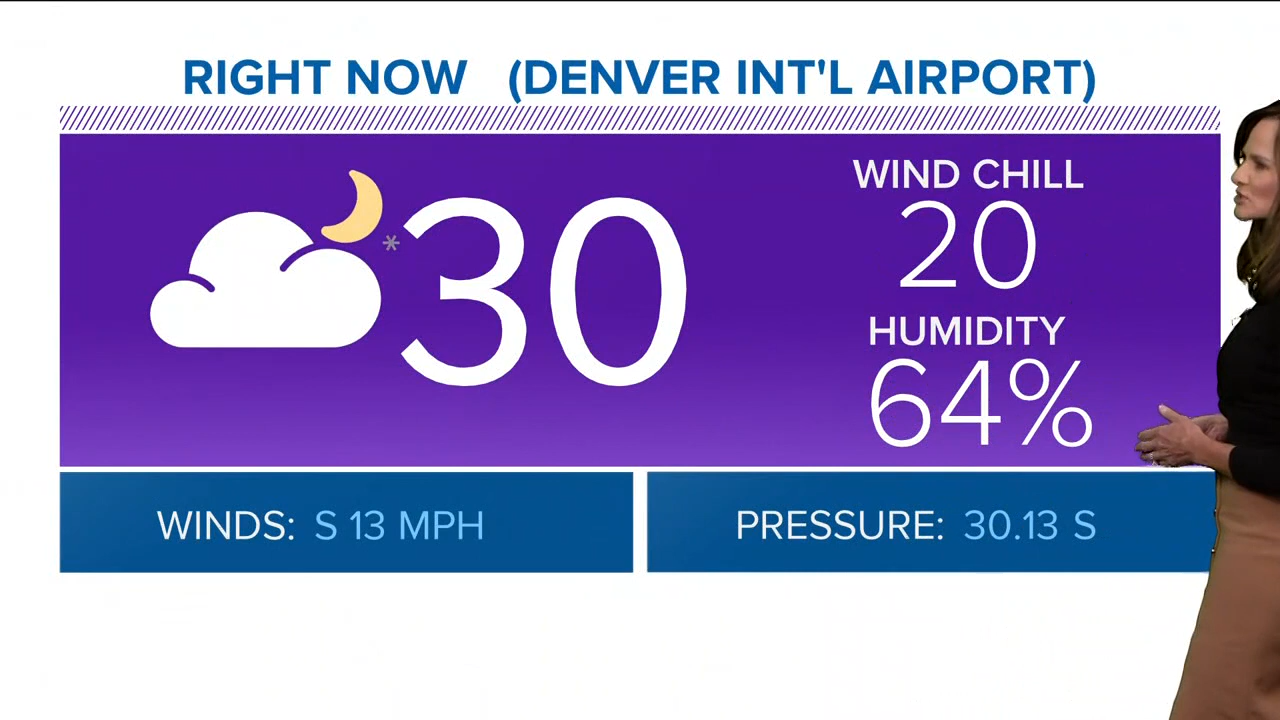 RIGHT NOW (DENVER INT'L AIRPORT)
30
WIND CHILL
20
HUMIDITY
64%
WINDS: S 13 MPH
PRESSURE: 30.13 S